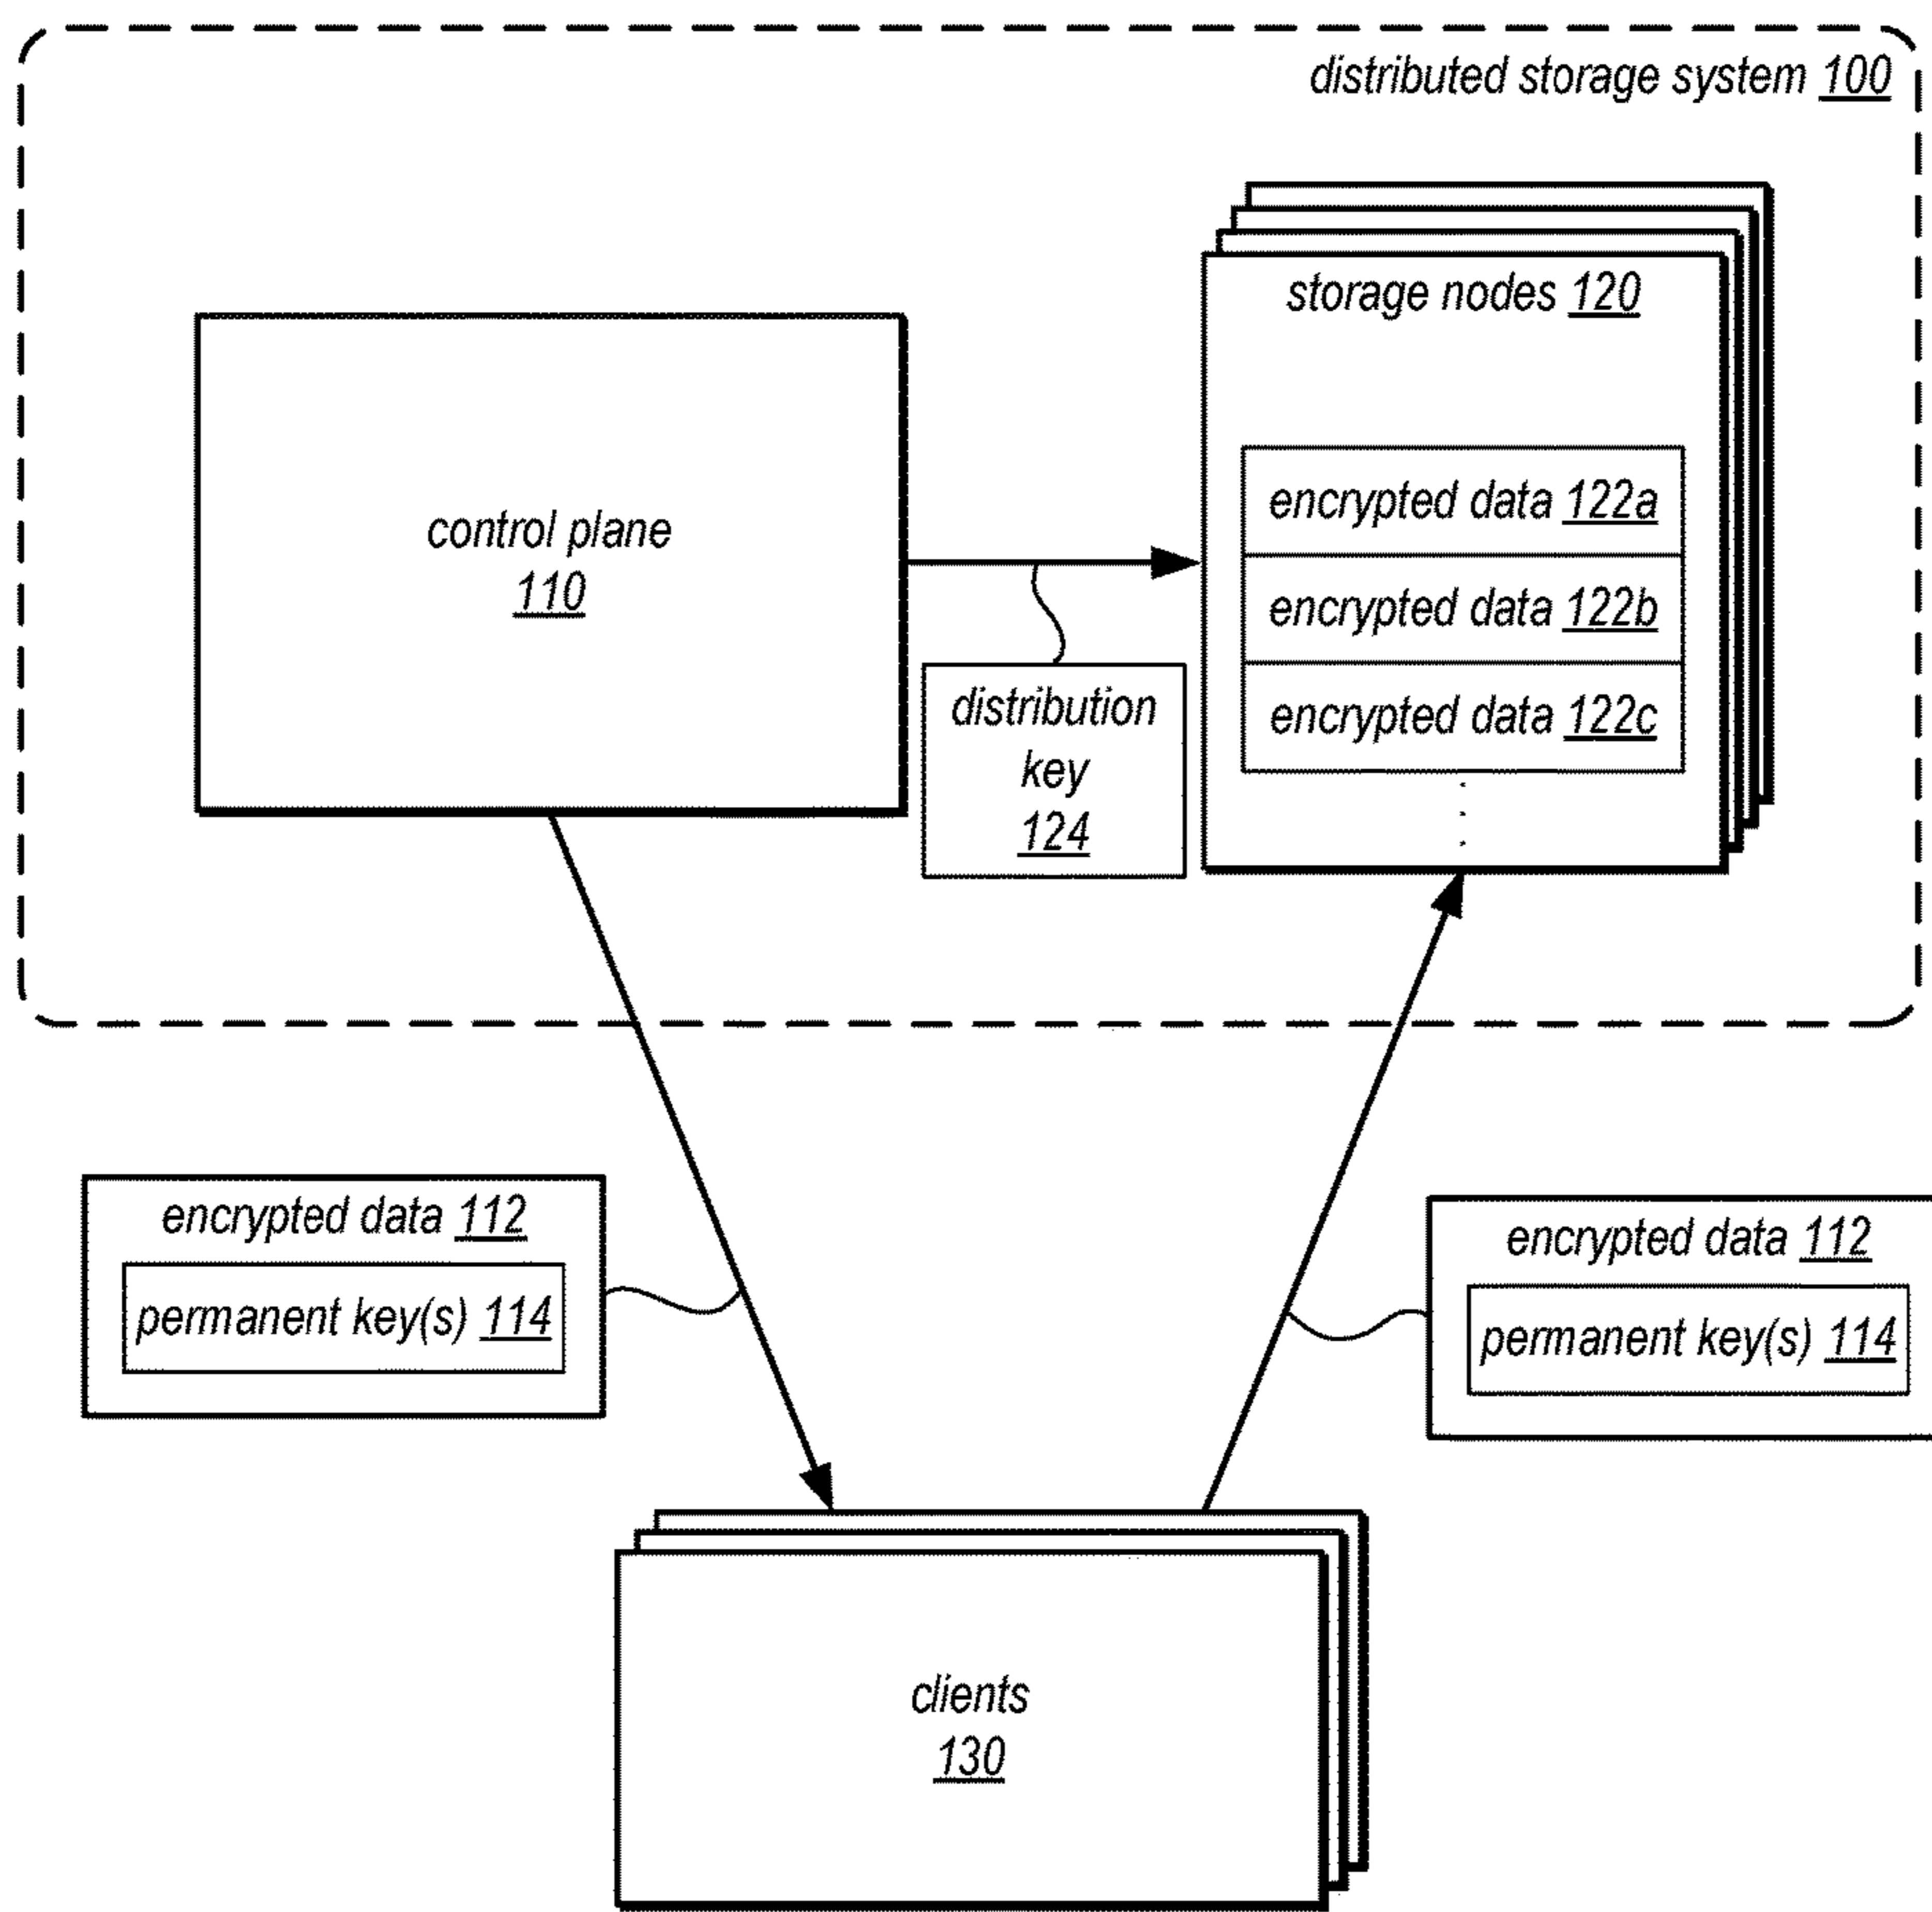 distributed storage system 100
storage nodes 120
control plane
110
encrypted data 122a
encrypted data 122b
encrypted data 122c
distribution
key
124
encrypted data 112
permanent key(s) 114
encrypted data 112
permanent key(s) 114
clients
130